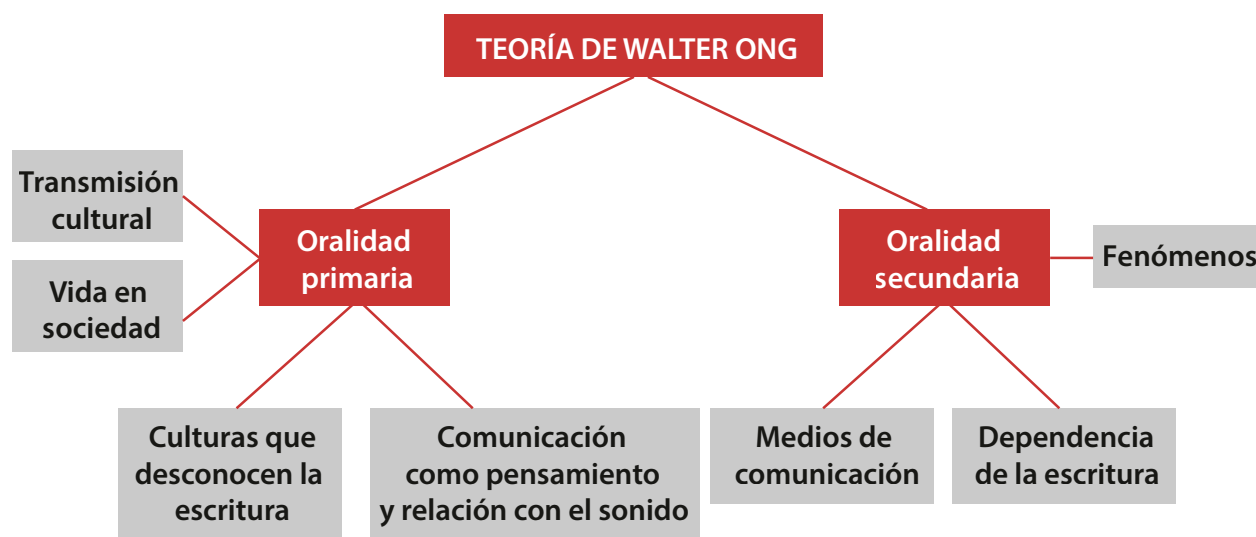 TEORÍA DE WALTER ONG
Transmisión
cultural
Vida en
sociedad
Oralidad
primaria
Oralidad
secundaria
Fenómenos
Culturas que
desconocen la
escritura
Comunicación
como pensamiento
y relación con el sonido
Medios de
comunicación
Dependencia
de la escritura